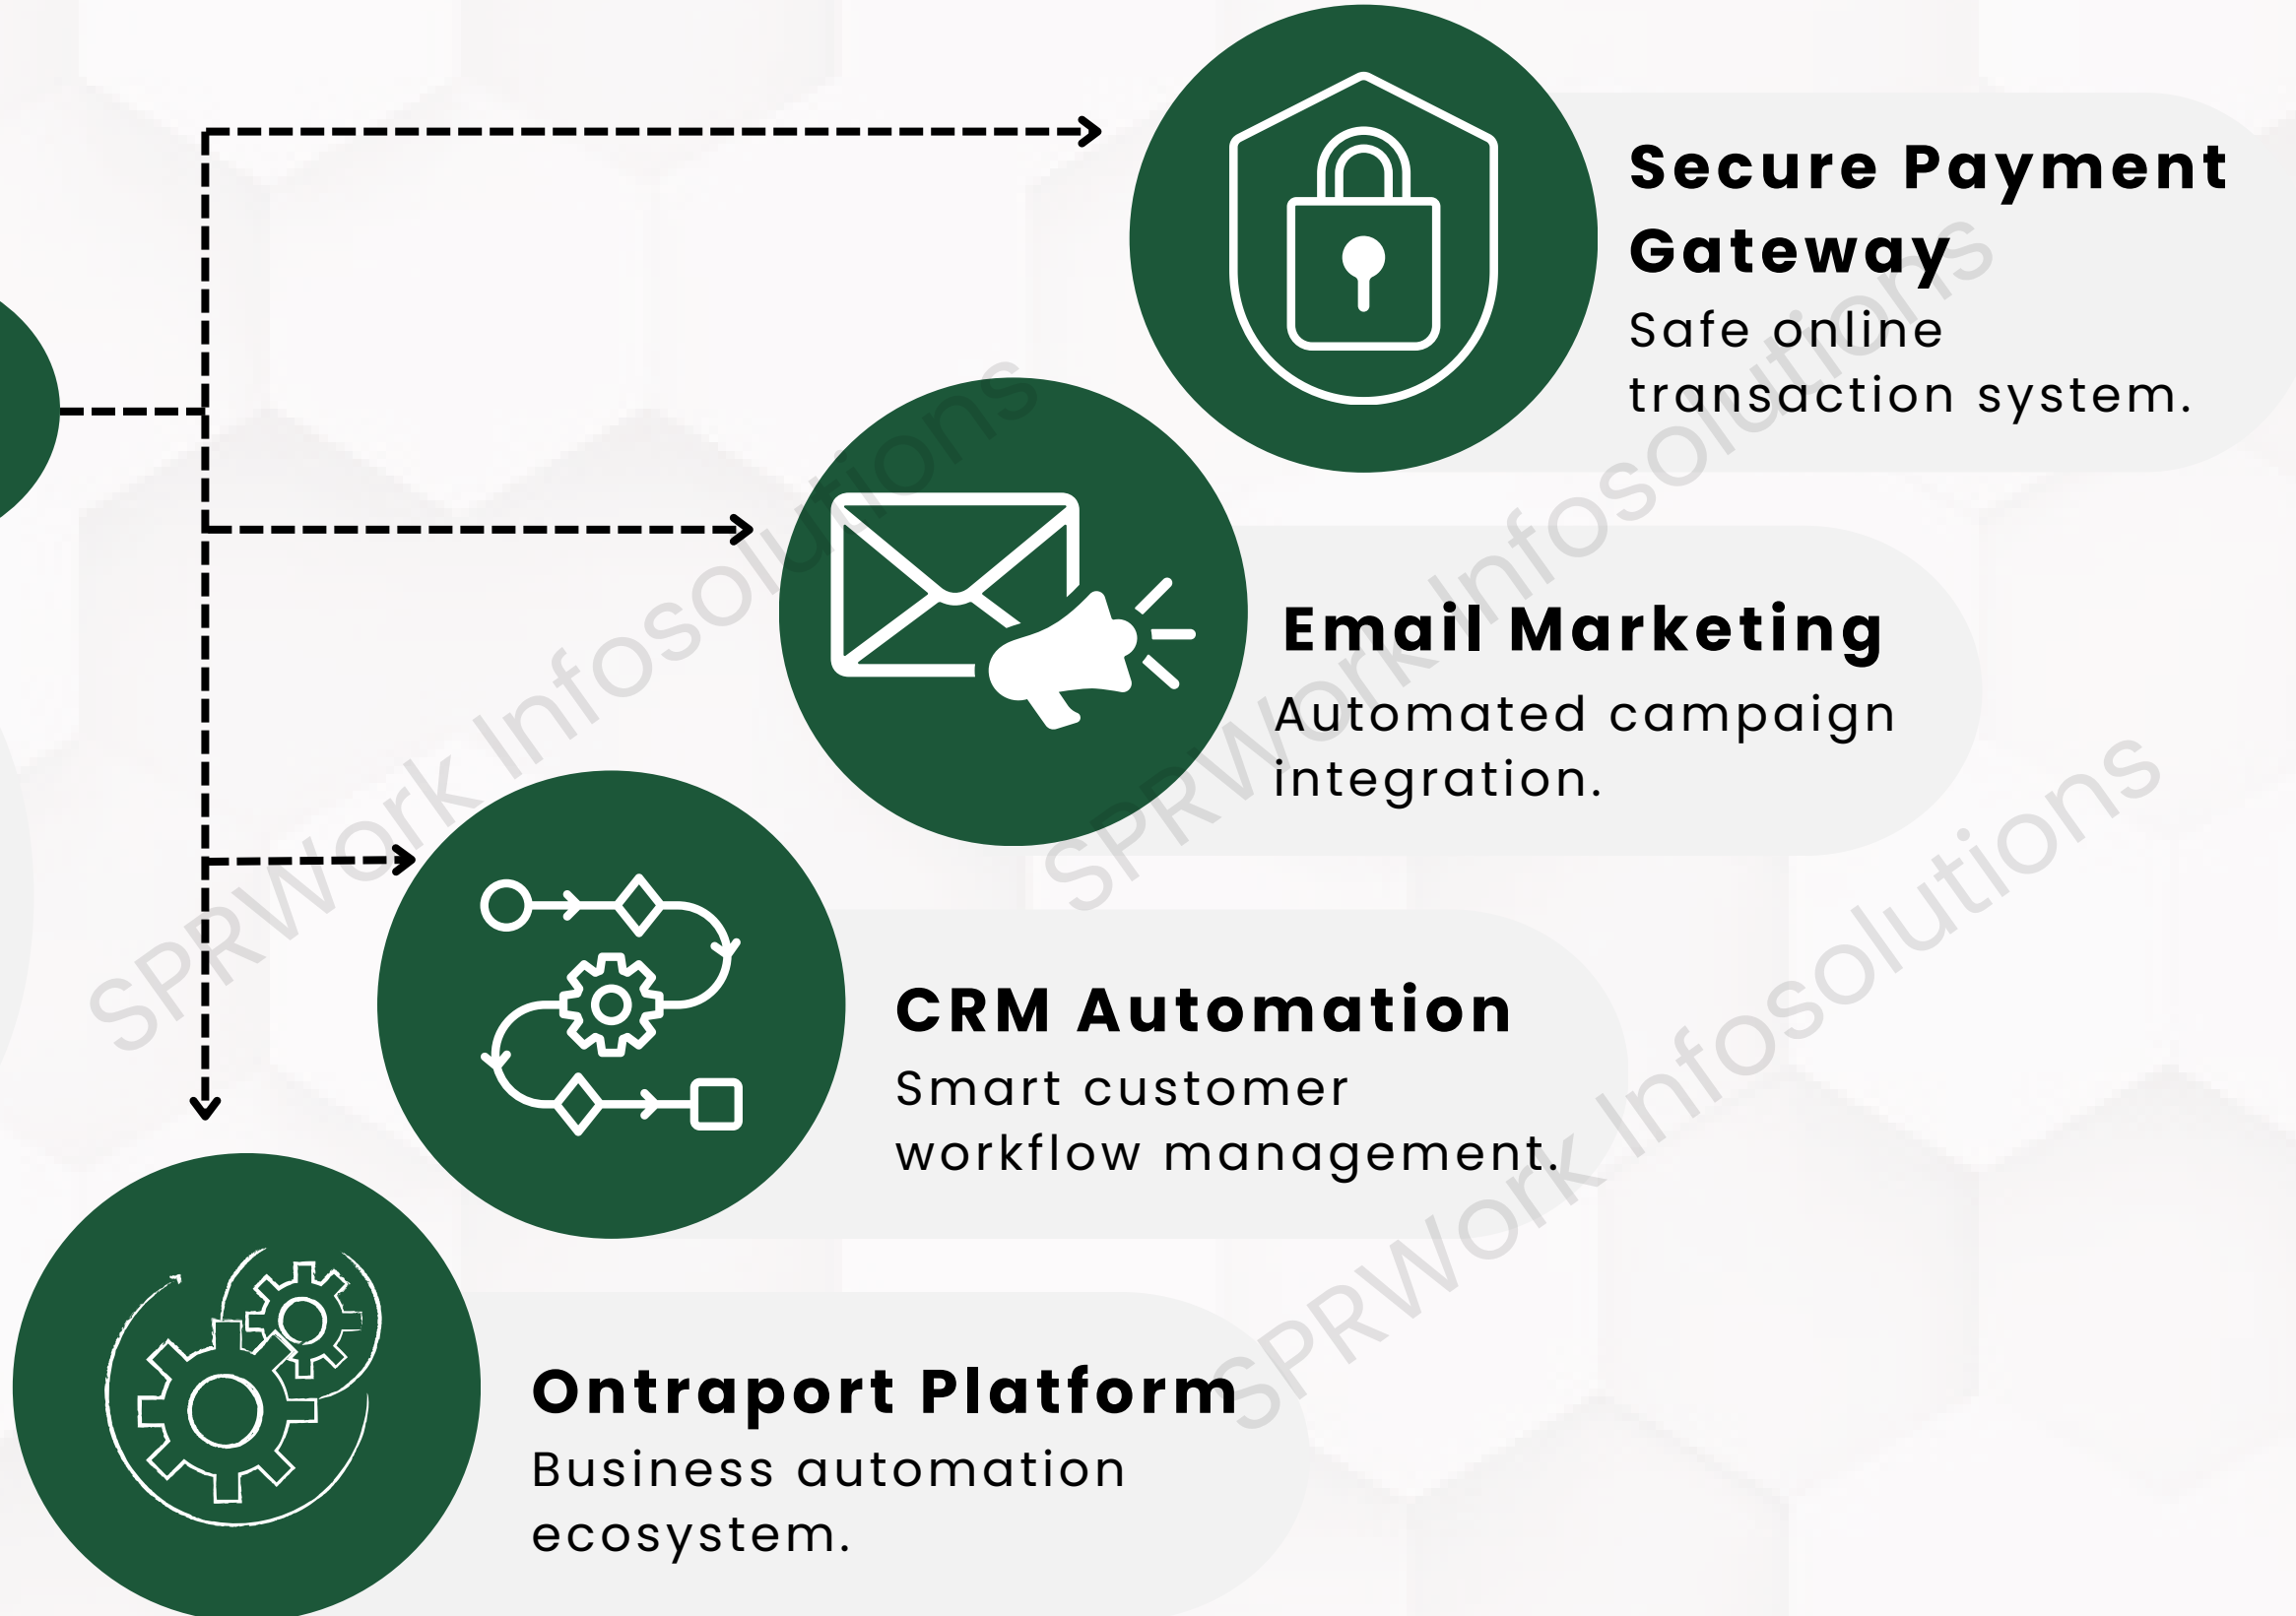 Secure Payment
Gateway
Safe online
transaction system.
Email Marketing
Automated campaign
integration.
CRM Automation
Smart customer
workflow management.
Ontraport Platform
Business automation
ecosystem.
SPRWork Infosolutions
SPRWork Infosolutions
SPRWork Infosolutions